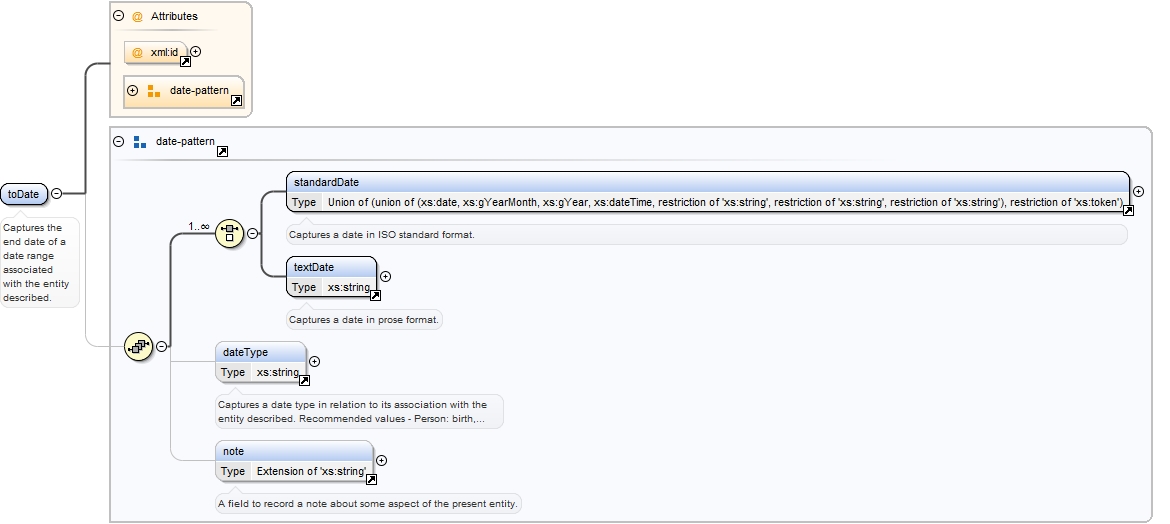 Attributes
@ xml:id
date-pattern
date-pattern
toDate
Captures the
end date of a
date range
associated
with the entity
described.
1..∞
standardDate
Type Union of (union of (xs:date, xs:gYearMonth, xs:gYear, xs:dateTime, restriction of 'xs:string', restriction of 'xs:string', restriction of 'xs:string'), restriction of 'xs:token')
Captures a date in ISO standard format.
textDate
Type xs:string
Captures a date in prose format.
dateType
Type xs:string
Captures a date type in relation to its association with the
entity described. Recommended values - Person: birth,...
note
Type Extension of 'xs:string'
A field to record a note about some aspect of the present entity.